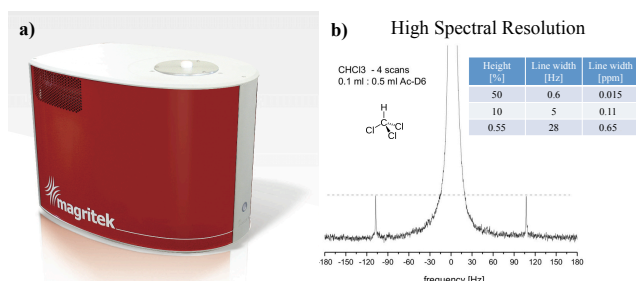 a)
magritek
b)
High Spectral Resolution
CHCl3 - 4 scans
0.1 ml : 0.5 ml Ac-D6
H
C
Cl
Cl
Cl
Height [%] Line width [Hz] Line width [ppm]
50 0.6 0.015
10 5 0.11
0.55 28 0.65
-180 -150 -120 -90 -60 -30 0 30 60 90 120 150 180
frequency [Hz]